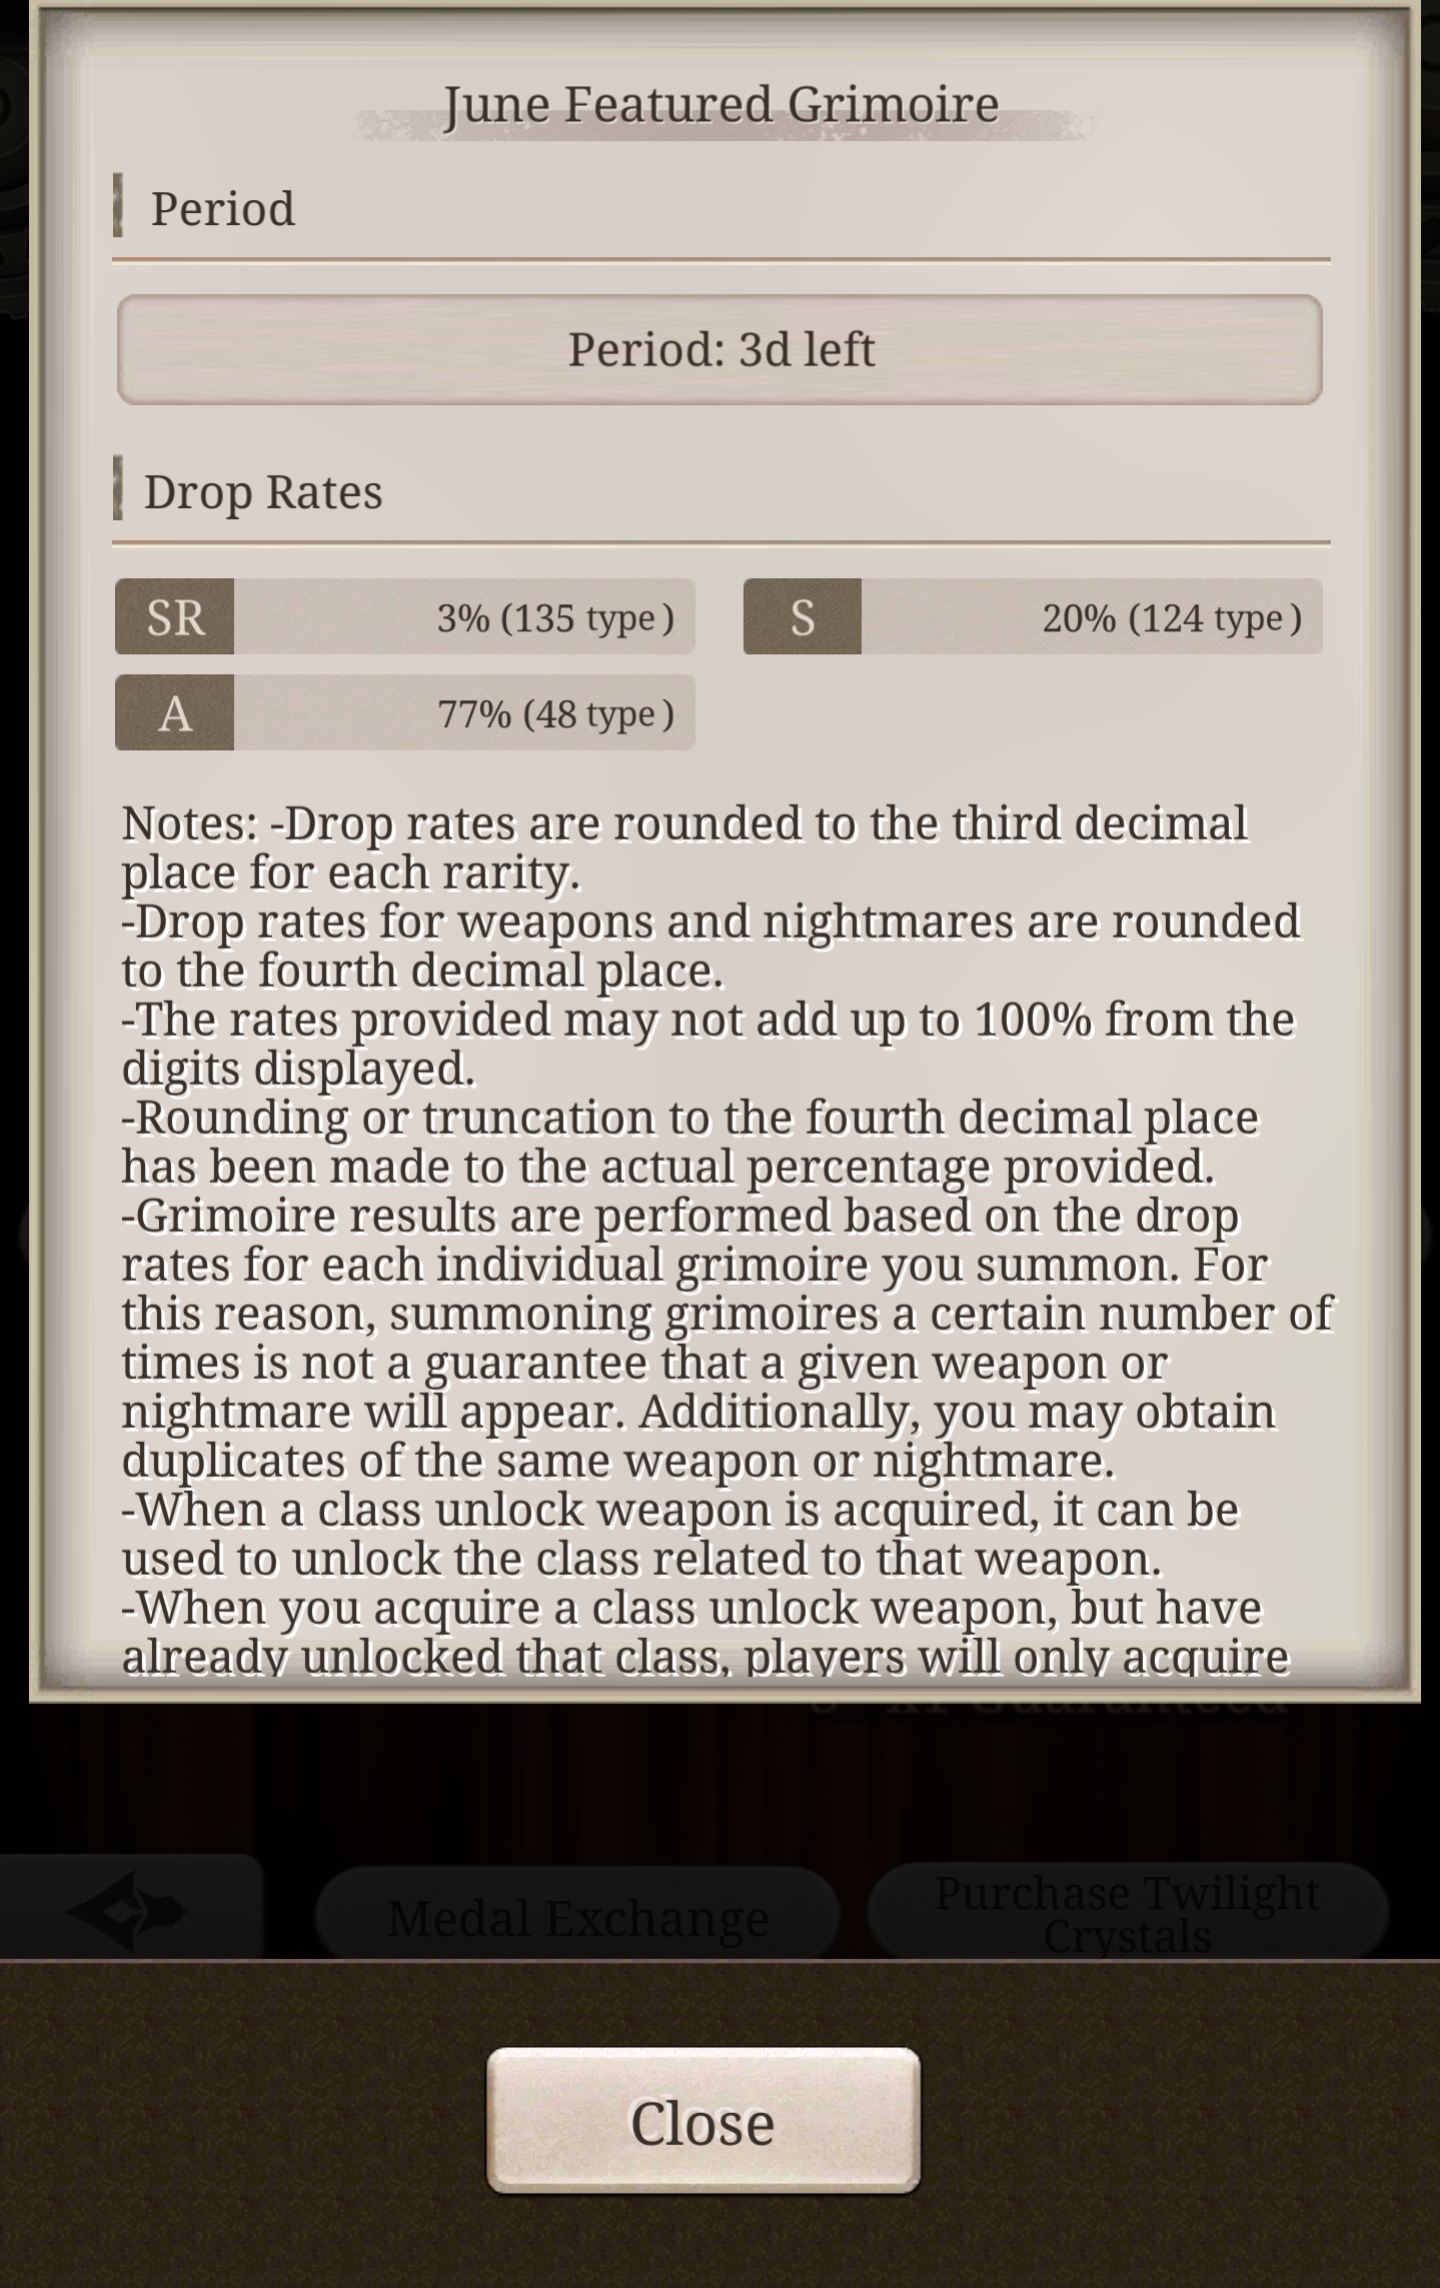 June Featured Grimoire
Period
Period: 3d left
Drop Rates
SR 3% (135 type)
S 20% (124 type)
A 77% (48 type)
Notes: -Drop rates are rounded to the third decimal
place for each rarity.
-Drop rates for weapons and nightmares are rounded
to the fourth decimal place.
-The rates provided may not add up to 100% from the
digits displayed.
-Rounding or truncation to the fourth decimal place
has been made to the actual percentage provided.
-Grimoire results are performed based on the drop
rates for each individual grimoire you summon. For
this reason, summoning grimoires a certain number of
times is not a guarantee that a given weapon or
nightmare will appear. Additionally, you may obtain
duplicates of the same weapon or nightmare.
-When a class unlock weapon is acquired, it can be
used to unlock the class related to that weapon.
-When you acquire a class unlock weapon, but have
already unlocked that class, players will only acquire
x1 Guaranteed
Medal Exchange
Purchase Twilight
Crystals
Close